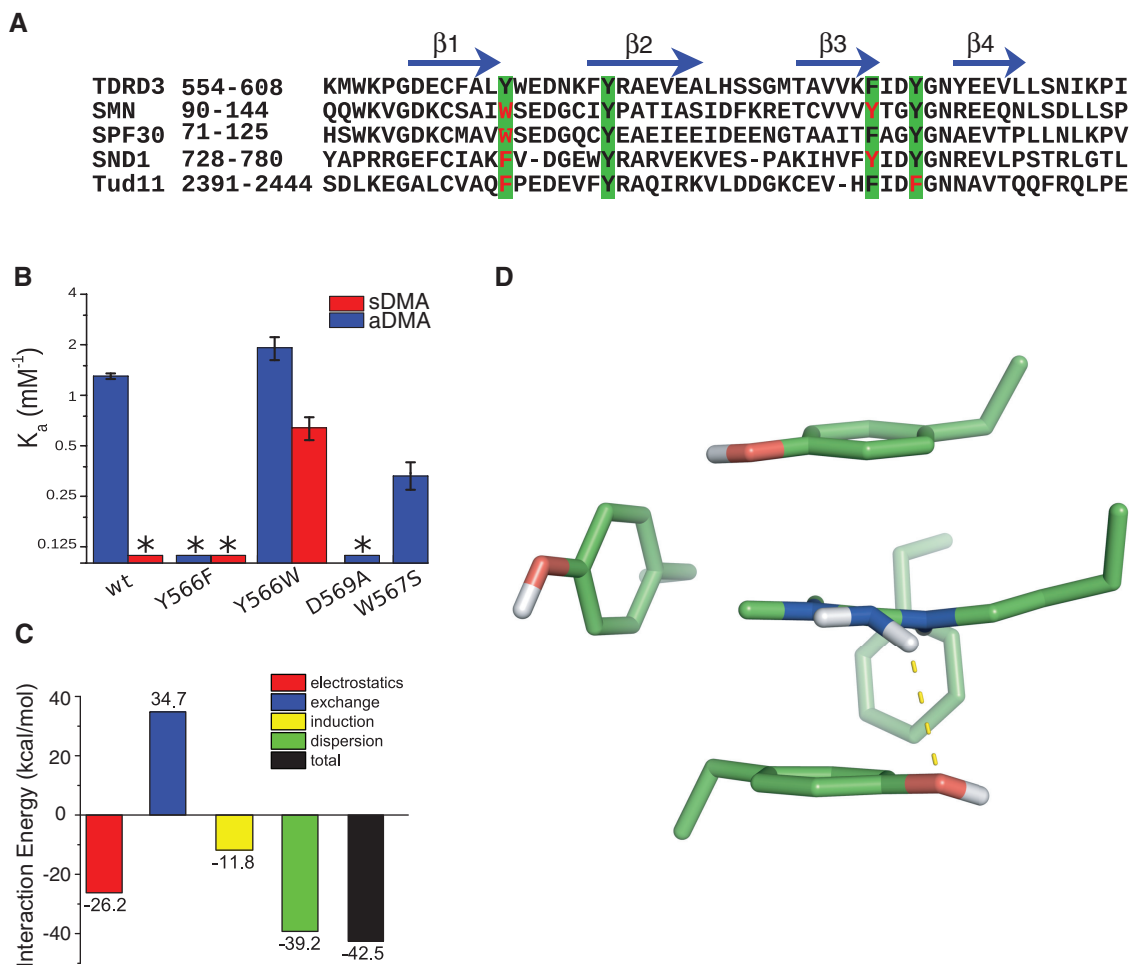 A
β1 β2 β3 β4
TDRD3 554-608 KMWKPGDECFALYWEDNKFYRAEVEALHSSGMTAVVKFIDYGNYEEVLLSNIKPI
SMN 90-144 QQWKVGDKCSAIWSEDGCIYPATIASIDFKRETCVVVYTGYGNREEQNLSDLLSP
SPF30 71-125 HSWKVGDKCMAVWSEDGQCYEAEIEEIDEENGTAAITFAGYGNAEVTPLLNLKPV
SND1 728-780 YAPRRGEFCIAKFV-DGEWYRARVEKVES-PAKIHVFYIDYGNREVLPSTRLGTL
Tud11 2391-2444 SDLKEGALCVAQFPEDEVFYRAQIRKVLDDGKCEV-HFIDFGNNAVTQQFRQLPE
B
4
2
1
0.5
0.25
0.125
Ka (mM-1)
sDMA
aDMA
* * * *
wt Y566F Y566W D569A W567S
C
40
20
0
-20
-40
Interaction Energy (kcal/mol)
electrostatics
exchange
induction
dispersion
total
34.7
-11.8
-26.2
-39.2
-42.5
D